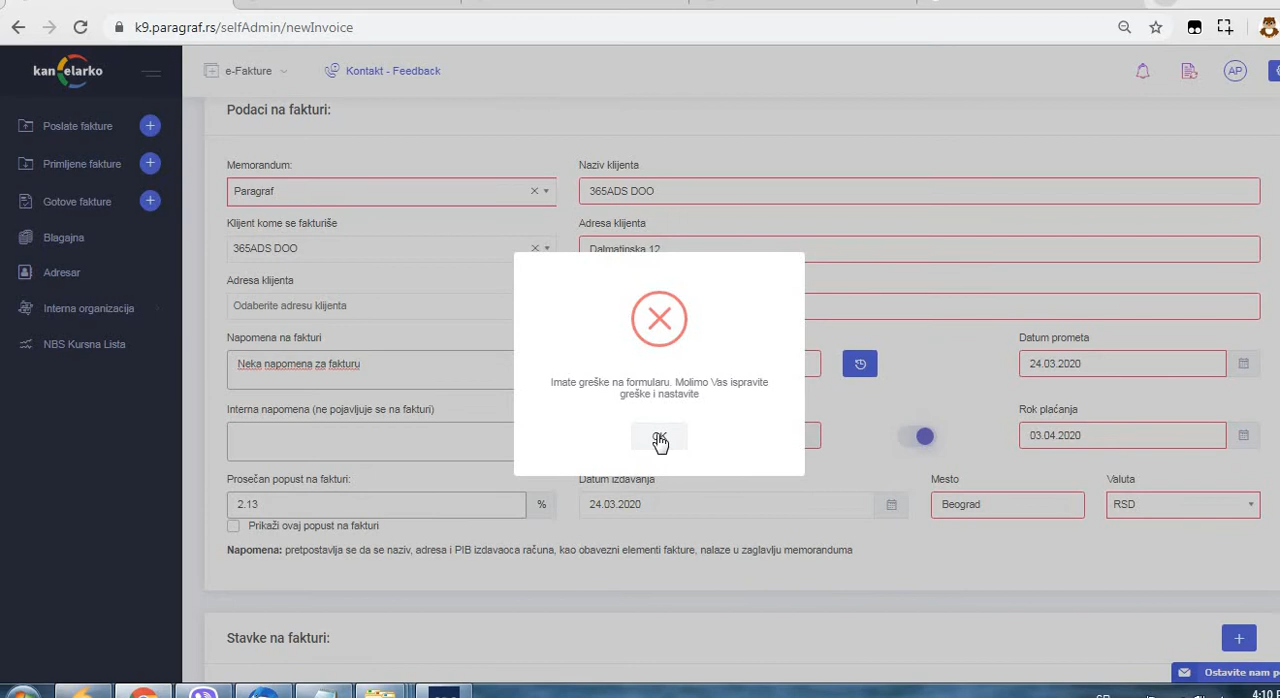 k9.paragraf.rs/selfAdmin/newInvoice
kan elarko
e-Fakture
Kontakt - Feedback
AP
Poslate fakture
Primljene fakture
Gotove fakture
Blagajna
Adresar
Interna organizacija
NBS Kursna Lista
Podaci na fakturi:
Memorandum:
Naziv klijenta
Paragraf
365ADS DOO
Klijent kome se fakturiše
Adresa klijenta
365ADS DOO
Dalmatinska 12
Adresa klijenta
Odaberite adresu klijenta
Napomena na fakturi
Datum prometa
Neka napomena za fakturu
24.03.2020
Imate greške na formularu. Molimo Vas ispravite
greške i nastavite
OK
Interna napomena (ne pojavljuje se na fakturi)
Rok plaćanja
03.04.2020
Prosečan popust na fakturi:
Datum izdavanja
Mesto
Valuta
2.13
%
24.03.2020
Beograd
RSD
Prikaži ovaj popust na fakturi
Napomena: pretpostavlja se da se naziv, adresa i PIB izdavaoca računa, kao obavezni elementi fakture, nalaze u zaglavlju memoranduma
Stavke na fakturi:
Ostavite nam p